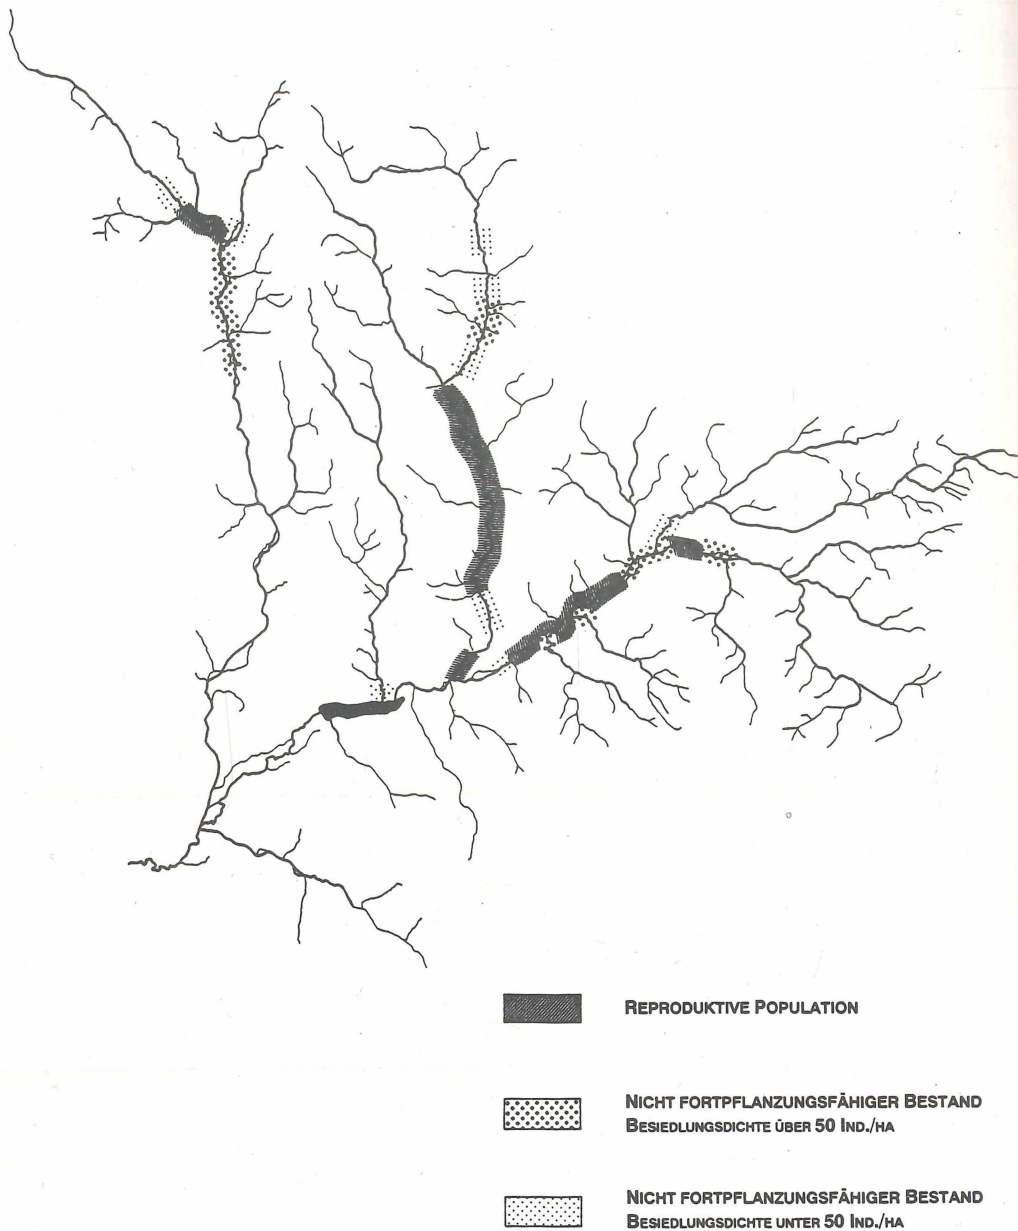 REPRODUKTIVE POPULATION
NICHT FORTPFLANZUNGSFÄHIGER BESTAND
BESIEDLUNGSDICHTE ÜBER 50 IND./HA
NICHT FORTPFLANZUNGSFÄHIGER BESTAND
BESIEDLUNGSDICHTE UNTER 50 IND./HA